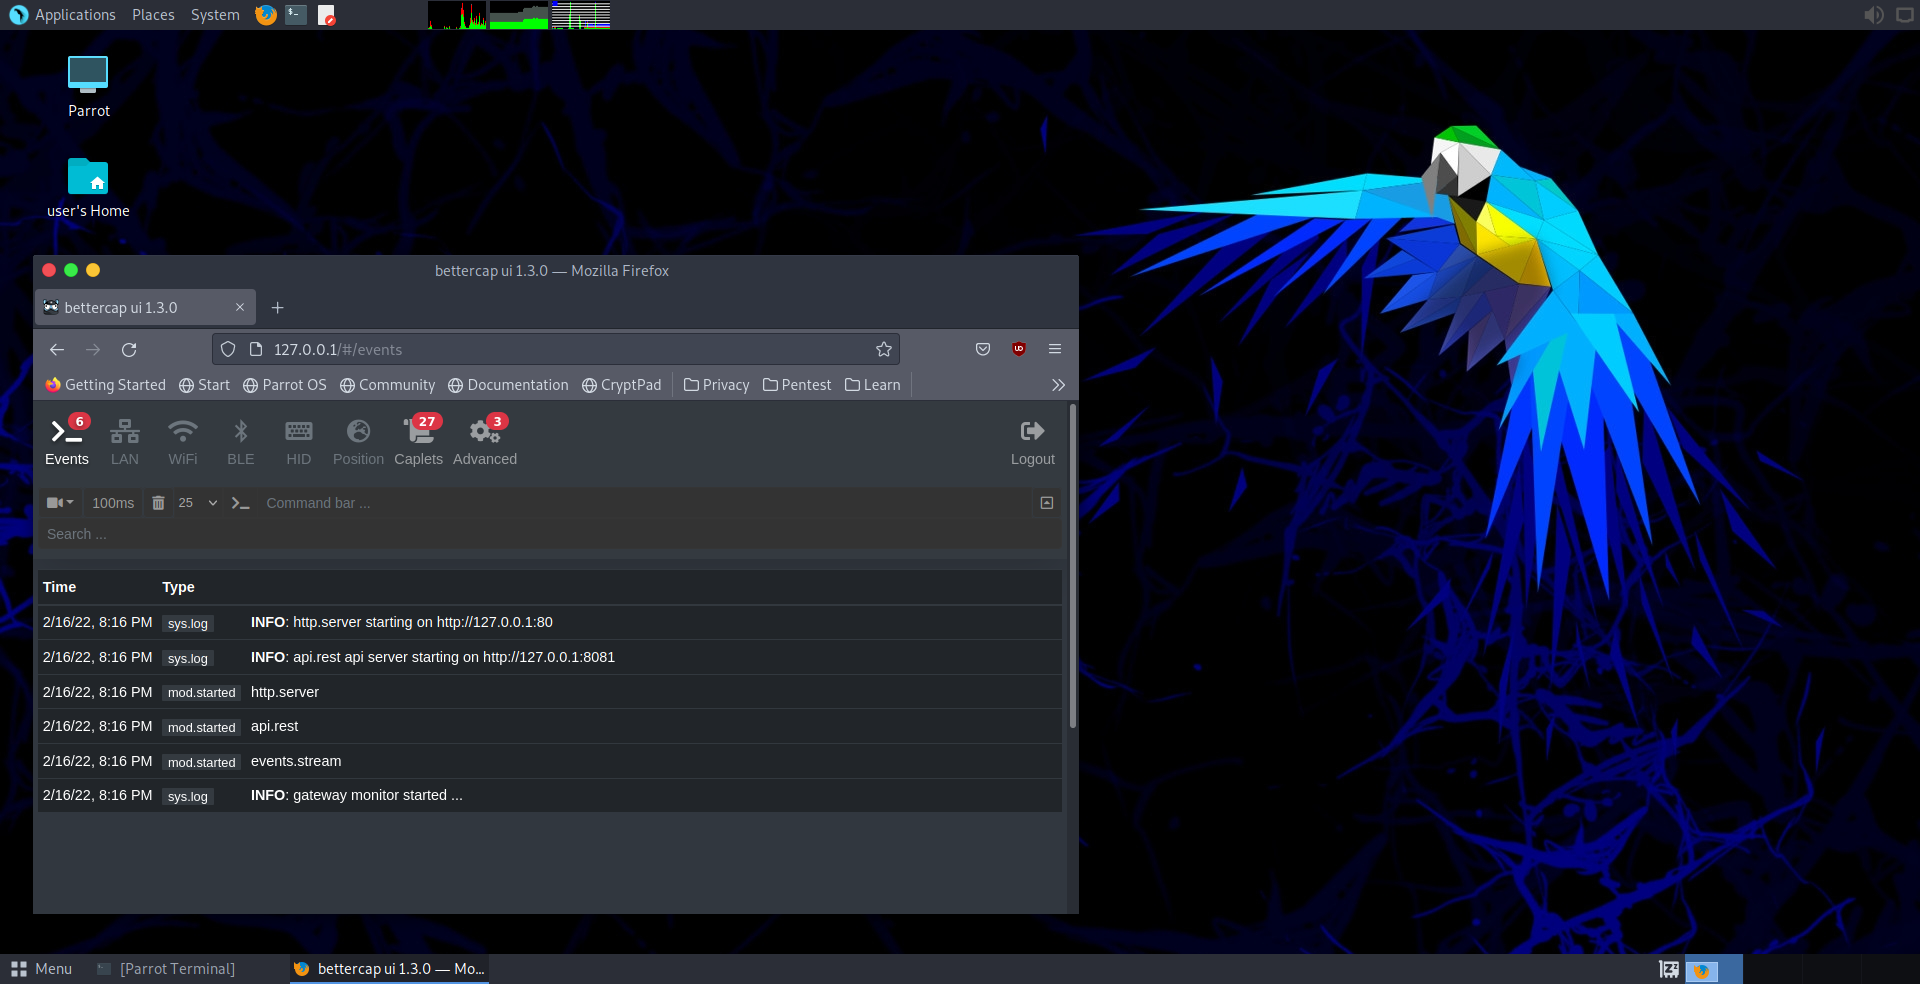 Applications Places System
Parrot
user's Home
bettercap ui 1.3.0 — Mozilla Firefox
bettercap ui 1.3.0
127.0.0.1/#/events
Getting Started Start Parrot OS Community Documentation CryptPad Privacy Pentest Learn
6 27 3
Events LAN WiFi BLE HID Position Caplets Advanced Logout
100ms 25 Command bar ...
Search ...
Time Type
2/16/22, 8:16 PM sys.log INFO: http.server starting on http://127.0.0.1:80
2/16/22, 8:16 PM sys.log INFO: api.rest api server starting on http://127.0.0.1:8081
2/16/22, 8:16 PM mod.started http.server
2/16/22, 8:16 PM mod.started api.rest
2/16/22, 8:16 PM mod.started events.stream
2/16/22, 8:16 PM sys.log INFO: gateway monitor started ...
Menu [Parrot Terminal] bettercap ui 1.3.0 — Mo...